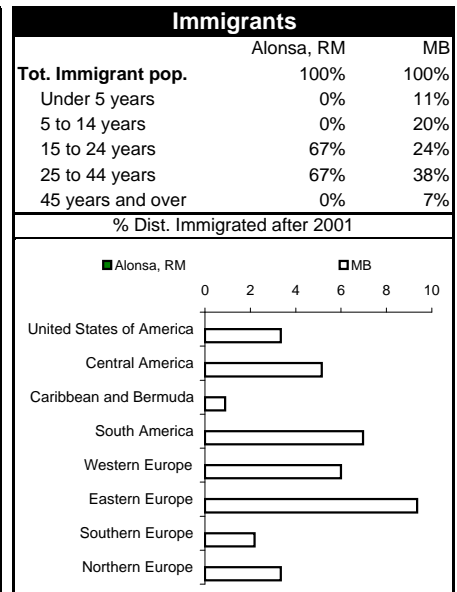 Immigrants
Alonsa, RM MB
Tot. Immigrant pop. 100% 100%
Under 5 years 0% 11%
5 to 14 years 0% 20%
15 to 24 years 67% 24%
25 to 44 years 67% 38%
45 years and over 0% 7%
% Dist. Immigrated after 2001
Alonsa, RM MB
0 2 4 6 8 10
United States of America
Central America
Caribbean and Bermuda
South America
Western Europe
Eastern Europe
Southern Europe
Northern Europe